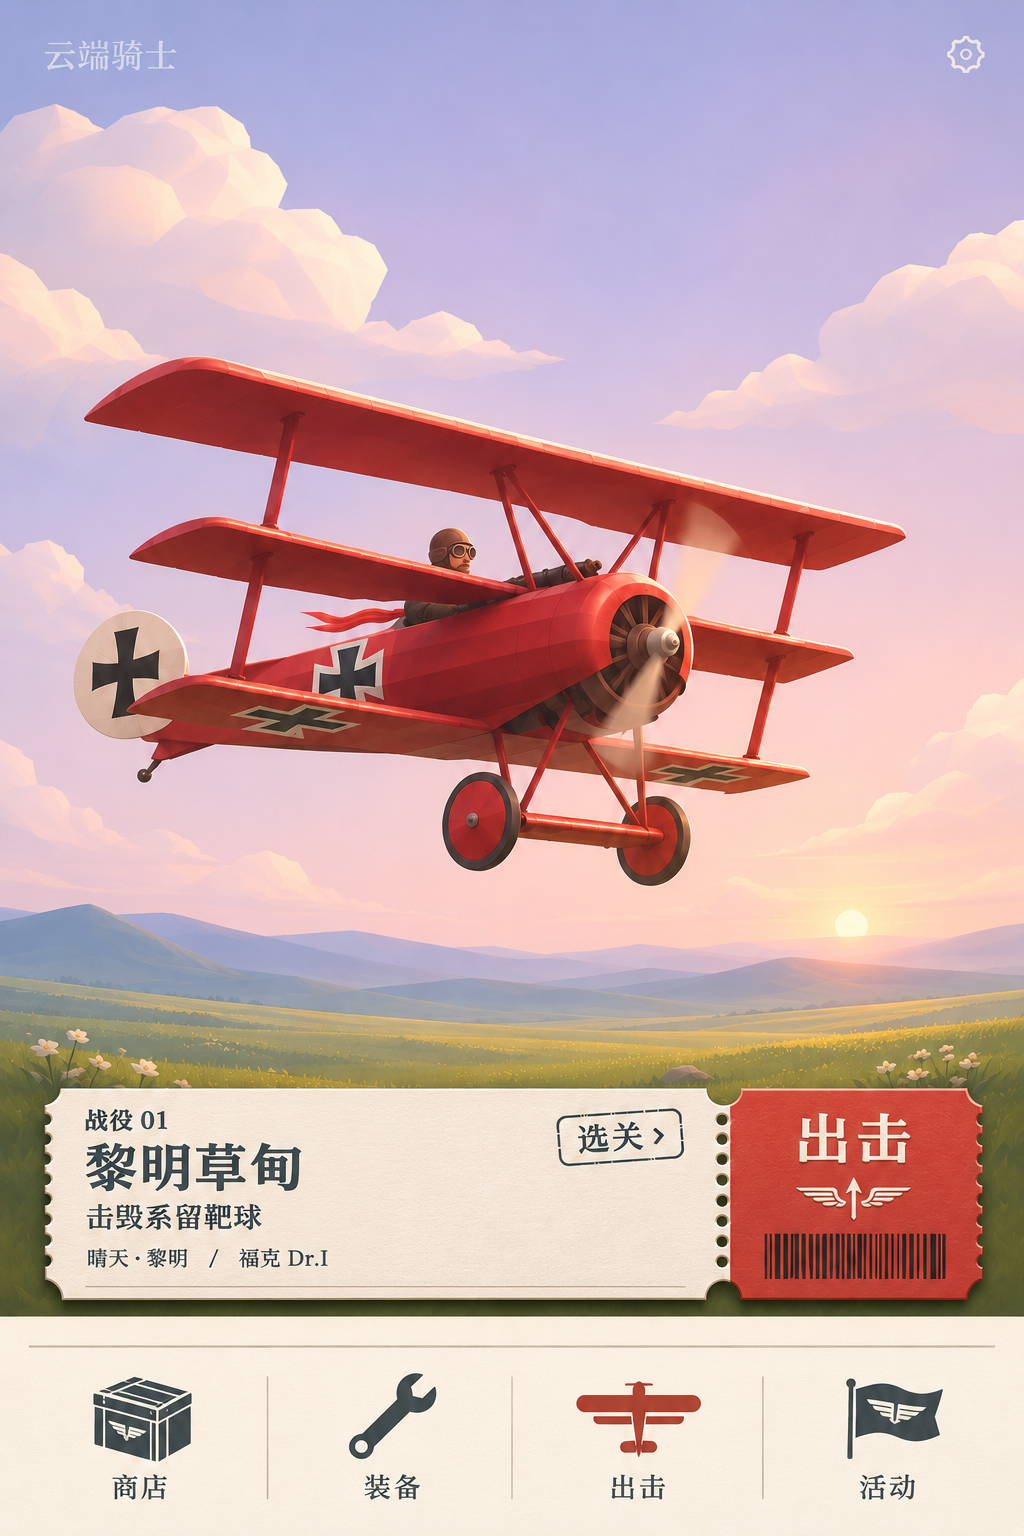 云端骑士
战役 01
黎明草甸
击毁系留靶球
晴天·黎明 / 福克 Dr.I
选关 >
出击
商店
装备
出击
活动